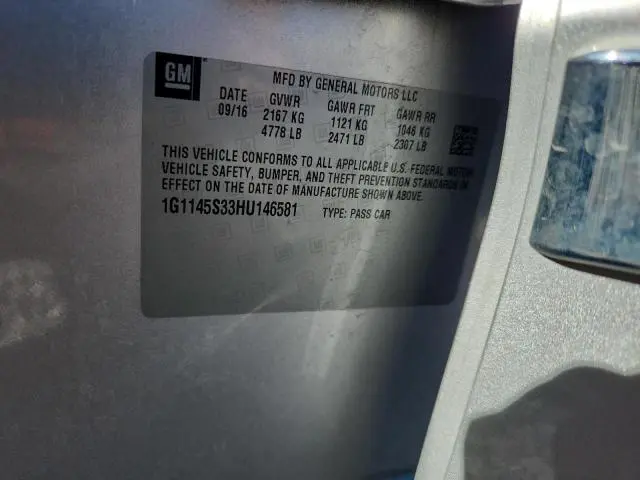 GM
MFD BY GENERAL MOTORS LLC
DATE GVWR GAWR FRT GAWR RR
09/16 2167 KG 1121 KG 1046 KG
4778 LB 2471 LB 2307 LB
THIS VEHICLE CONFORMS TO ALL APPLICABLE U.S. FEDERAL MOTOR
VEHICLE SAFETY, BUMPER, AND THEFT PREVENTION STANDARDS IN
EFFECT ON THE DATE OF MANUFACTURE SHOWN ABOVE.
1G1145S33HU146581 TYPE: PASS CAR